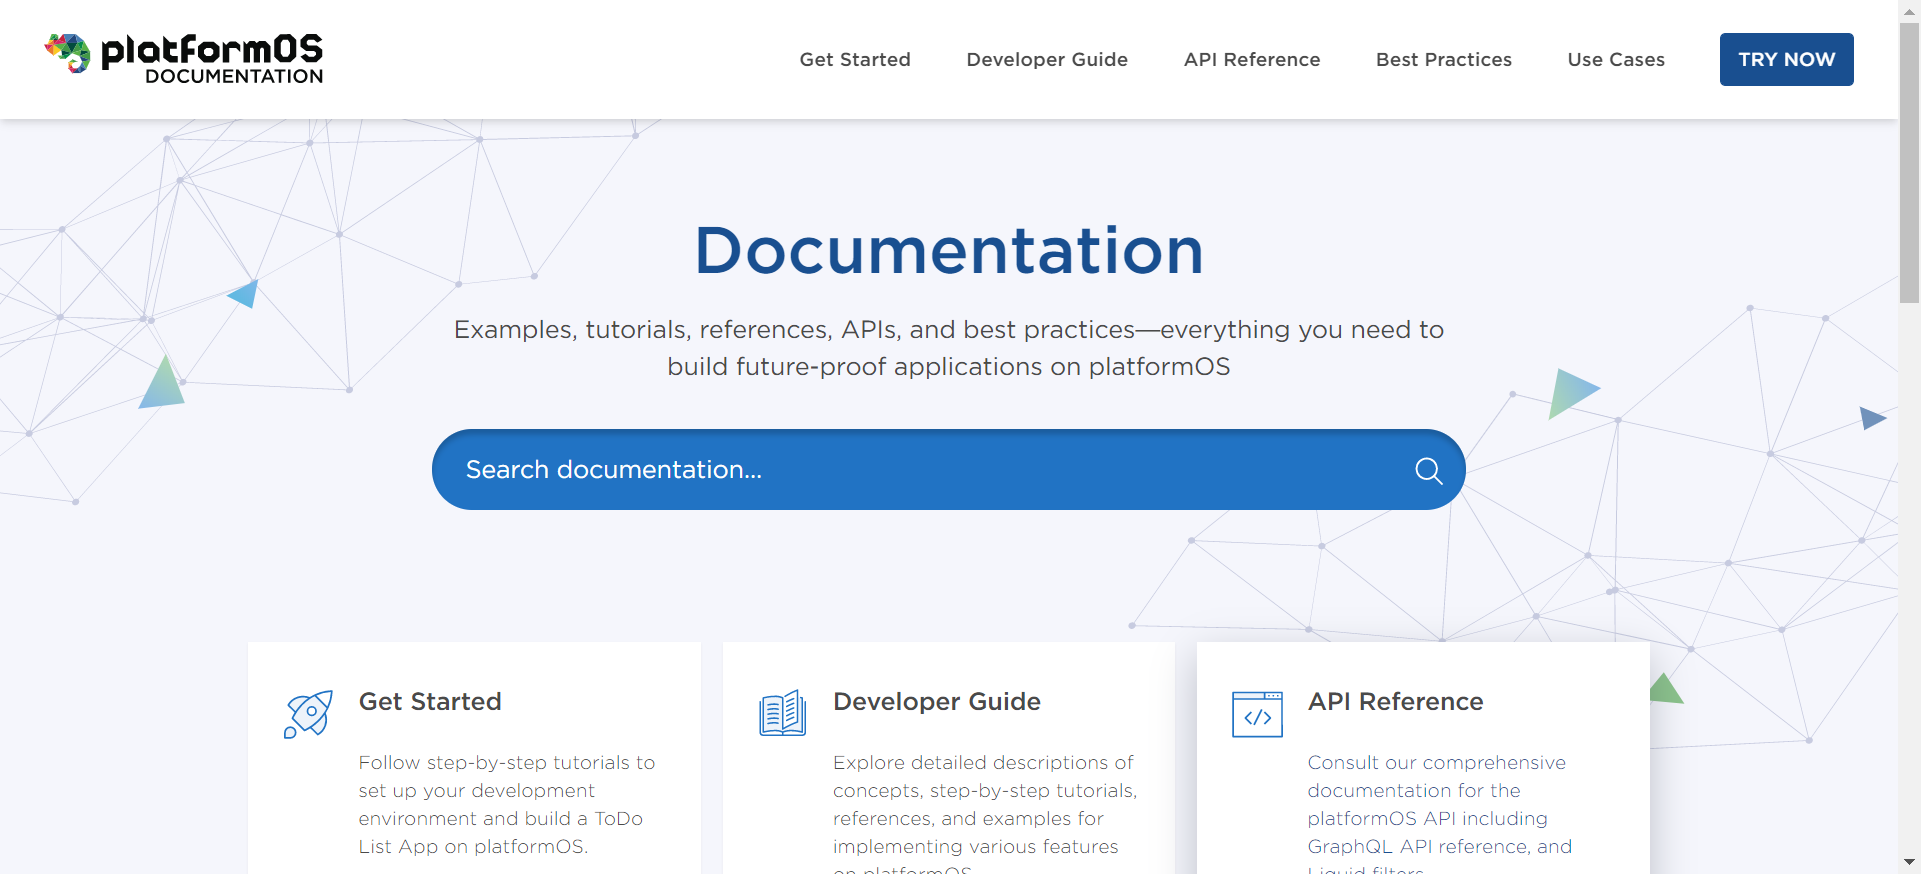 platformOS
DOCUMENTATION
Get Started
Developer Guide
API Reference
Best Practices
Use Cases
TRY NOW
Documentation
Examples, tutorials, references, APIs, and best practices—everything you need to
build future-proof applications on platformOS
Search documentation...
Get Started
Follow step-by-step tutorials to
set up your development
environment and build a ToDo
List App on platformOS.
Developer Guide
Explore detailed descriptions of
concepts, step-by-step tutorials,
references, and examples for
implementing various features
on platformOS.
API Reference
Consult our comprehensive
documentation for the
platformOS API including
GraphQL API reference, and
Liquid filters.